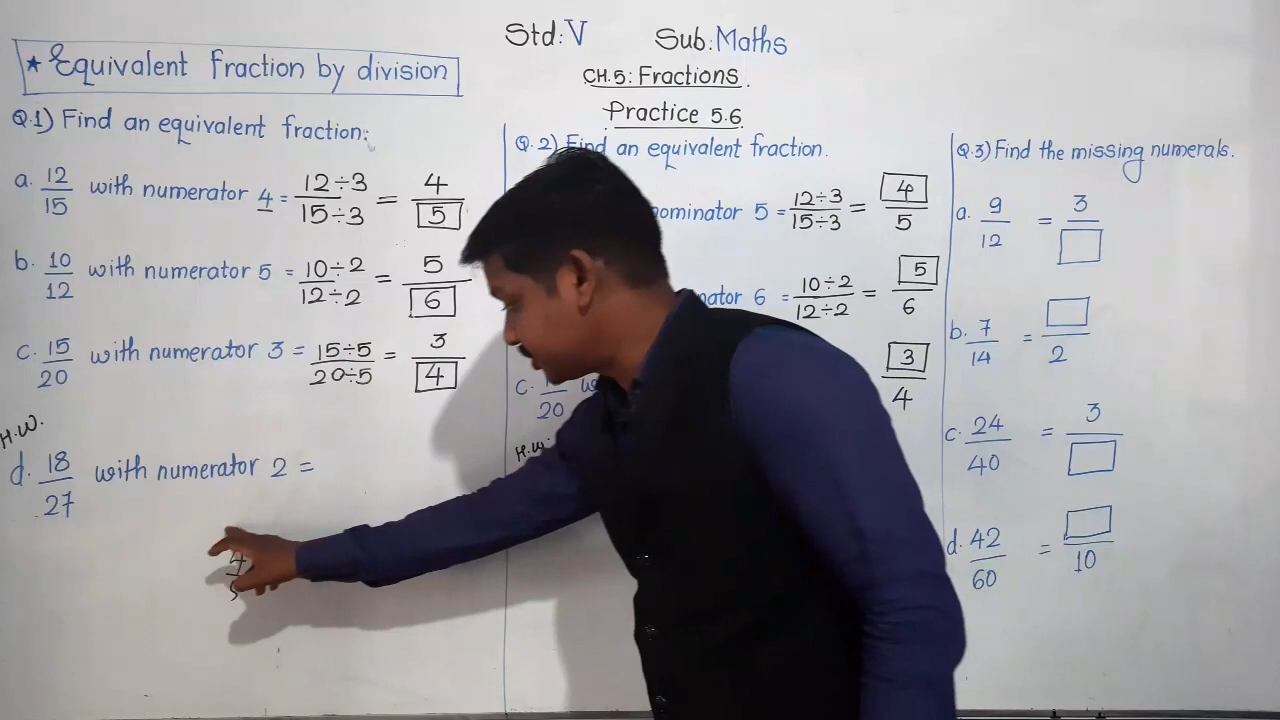 Std: V Sub: Maths
CH.5: Fractions.
Practice 5.6
★ Equivalent fraction by division
Q.1) Find an equivalent fraction:
a. 12/15 with numerator 4 = 12÷3/15÷3 = 4/5
b. 10/12 with numerator 5 = 10÷2/12÷2 = 5/6
c. 15/20 with numerator 3 = 15÷5/20÷5 = 3/4
H.W.
d. 18/27 with numerator 2 =
4
Q.2) Find an equivalent fraction.
5 = 12÷3/15÷3 = 4/5
6 = 10÷2/12÷2 = 5/6
c. 20
3/4
H.W.
Q.3) Find the missing numerals.
a. 9/12 = 3/□
b. 7/14 = □/2
c. 24/40 = 3/□
d. 42/60 = □/10